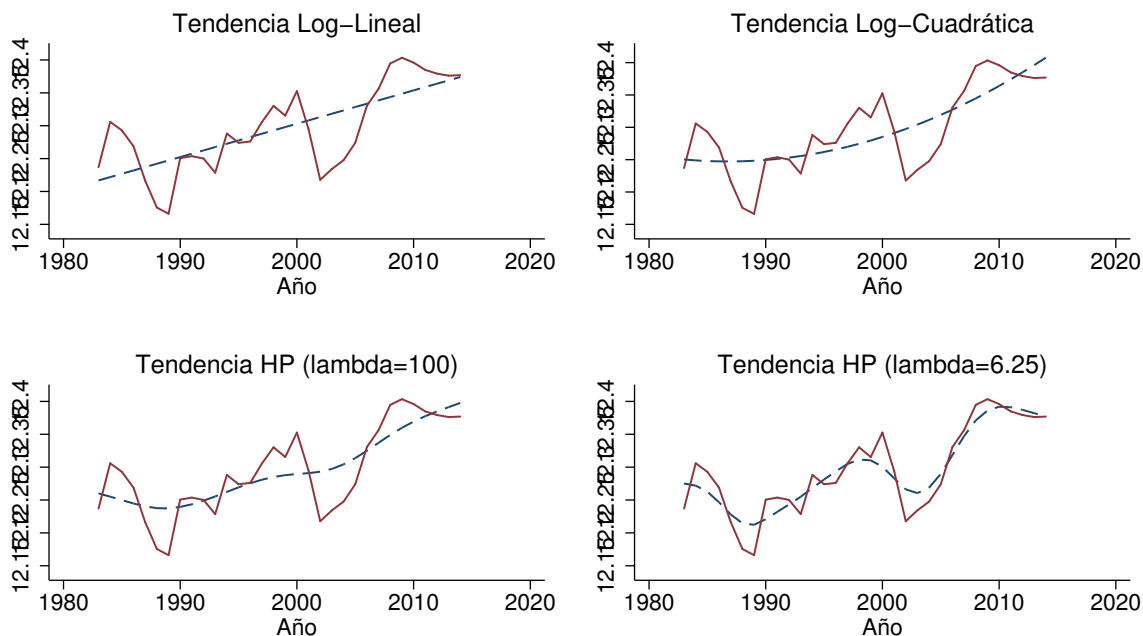 Tendencia Log−Lineal
1980 1990 2000 2010 2020
Año
Tendencia Log−Cuadrática
1980 1990 2000 2010 2020
Año
Tendencia HP (lambda=100)
1980 1990 2000 2010 2020
Año
Tendencia HP (lambda=6.25)
1980 1990 2000 2010 2020
Año